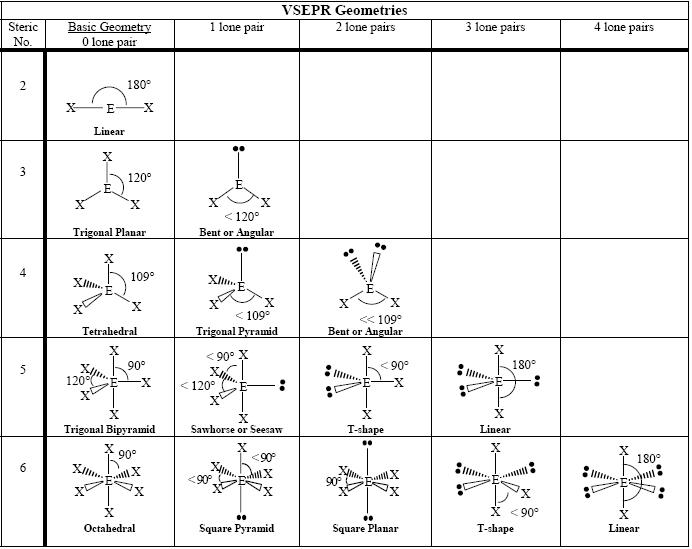 VSEPR Geometries
Steric No. Basic Geometry 0 lone pair 1 lone pair 2 lone pairs 3 lone pairs 4 lone pairs
2
180°
X E X
Linear
3
X
120°
E
X X
Trigonal Planar
E
X X
< 120°
Bent or Angular
4
X
109°
X E
X X
Tetrahedral
X E
X X
< 109°
Trigonal Pyramid
E
X X
<< 109°
Bent or Angular
5
X
90°
X
120° E X
X
X
Trigonal Bipyramid
< 90° X
X
< 120° E
X
X
Sawhorse or Seesaw
X
< 90°
E X
X
T-shape
X
180°
E
X
Linear
6
X
90°
X X
E
X X
X
Octahedral
X
<90°
X X
<90° E
X X
Square Pyramid
X X
90° E
X X
Square Planar
X
E
X
X < 90°
T-shape
X
180°
E
X
Linear